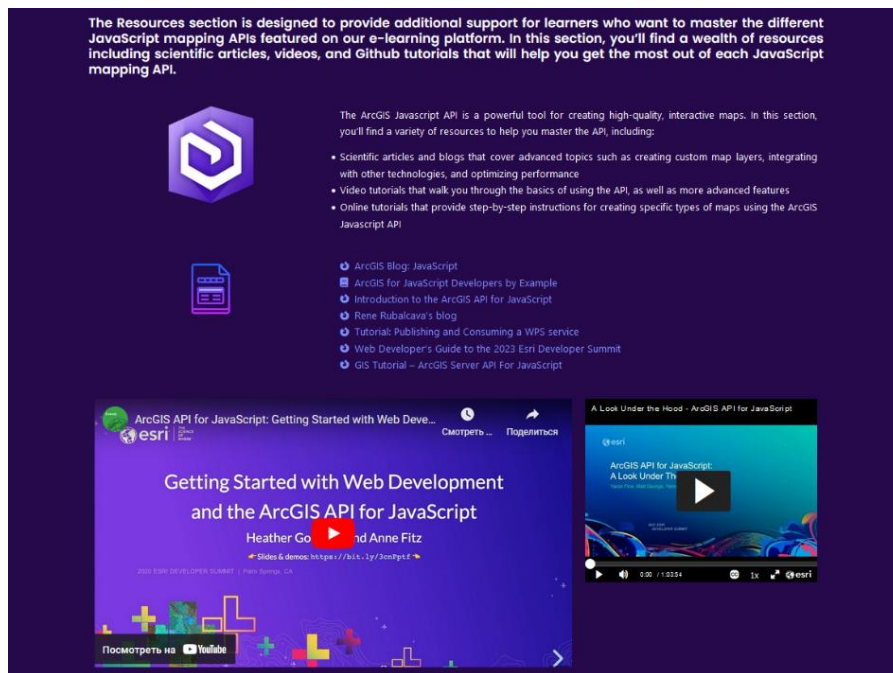 The Resources section is designed to provide additional support for learners who want to master the different
JavaScript mapping APIs featured on our e-learning platform. In this section, you'll find a wealth of resources
including scientific articles, videos, and Github tutorials that will help you get the most out of each JavaScript
mapping API.
The ArcGIS Javascript API is a powerful tool for creating high-quality, interactive maps. In this section,
you'll find a variety of resources to help you master the API, including:
• Scientific articles and blogs that cover advanced topics such as creating custom map layers, integrating
with other technologies, and optimizing performance
• Video tutorials that walk you through the basics of using the API, as well as more advanced features
• Online tutorials that provide step-by-step instructions for creating specific types of maps using the ArcGIS
Javascript API
ArcGIS Blog: JavaScript
ArcGIS for JavaScript Developers by Example
Introduction to the ArcGIS API for JavaScript
Rene Rubalcava's blog
Tutorial: Publishing and Consuming a WPS service
Web Developer's Guide to the 2023 Esri Developer Summit
GIS Tutorial – ArcGIS Server API For JavaScript
ArcGIS API for JavaScript: Getting Started with Web Deve...
Смотреть ... Поделиться
esri
Getting Started with Web Development
and the ArcGIS API for JavaScript
Heather Go and Anne Fitz
Slides & demos: https://bit.ly/3cnPptf
2020 ESRI DEVELOPER SUMMIT | Palm Springs, CA
Посмотреть на YouTube
A Look Under the Hood - ArcGIS API for JavaScript
esri
ArcGIS API for JavaScript:
A Look Under The
0:00 / 1:03:54 1x esri